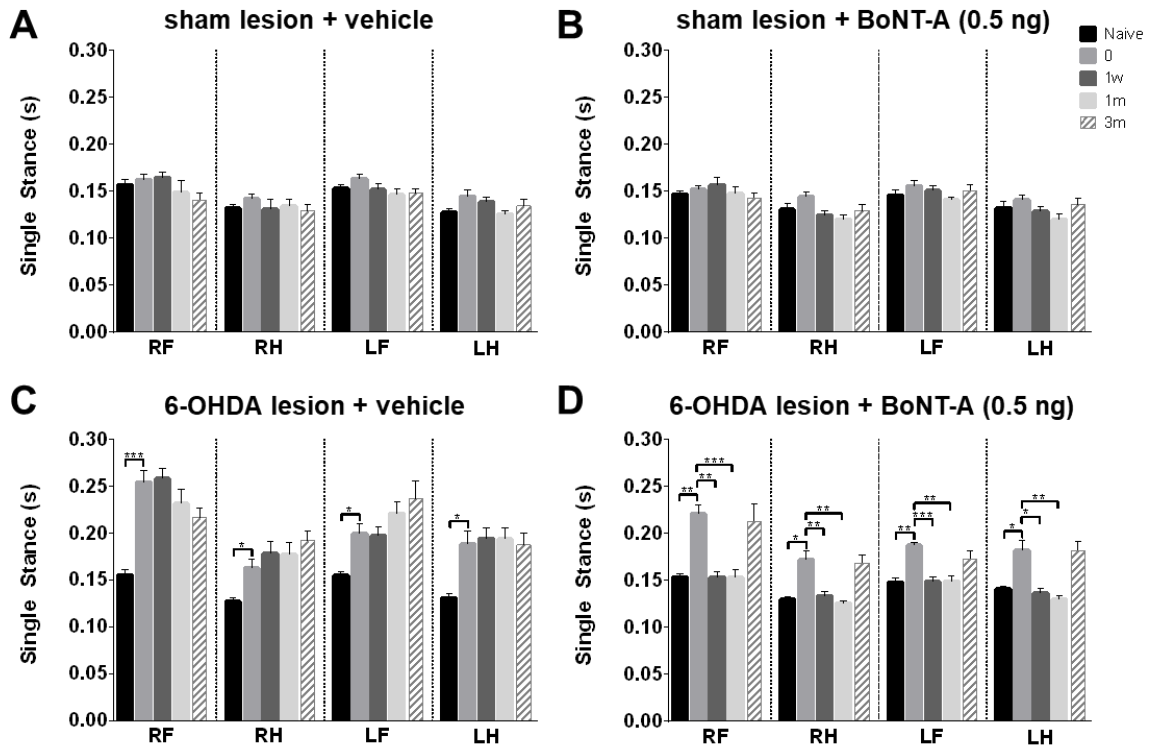 A
sham lesion + vehicle
0.30
0.25
0.20
0.15
0.10
0.05
0.00
Single Stance (s)
RF RH LF LH
B
sham lesion + BoNT-A (0.5 ng)
0.30
0.25
0.20
0.15
0.10
0.05
0.00
Single Stance (s)
RF RH LF LH
Naive
0
1w
1m
3m
C
6-OHDA lesion + vehicle
0.30
0.25
0.20
0.15
0.10
0.05
0.00
Single Stance (s)
***
*
*
*
RF RH LF LH
D
6-OHDA lesion + BoNT-A (0.5 ng)
0.30
0.25
0.20
0.15
0.10
0.05
0.00
Single Stance (s)
***
**
**
**
**
*
**
***
**
**
*
*
RF RH LF LH